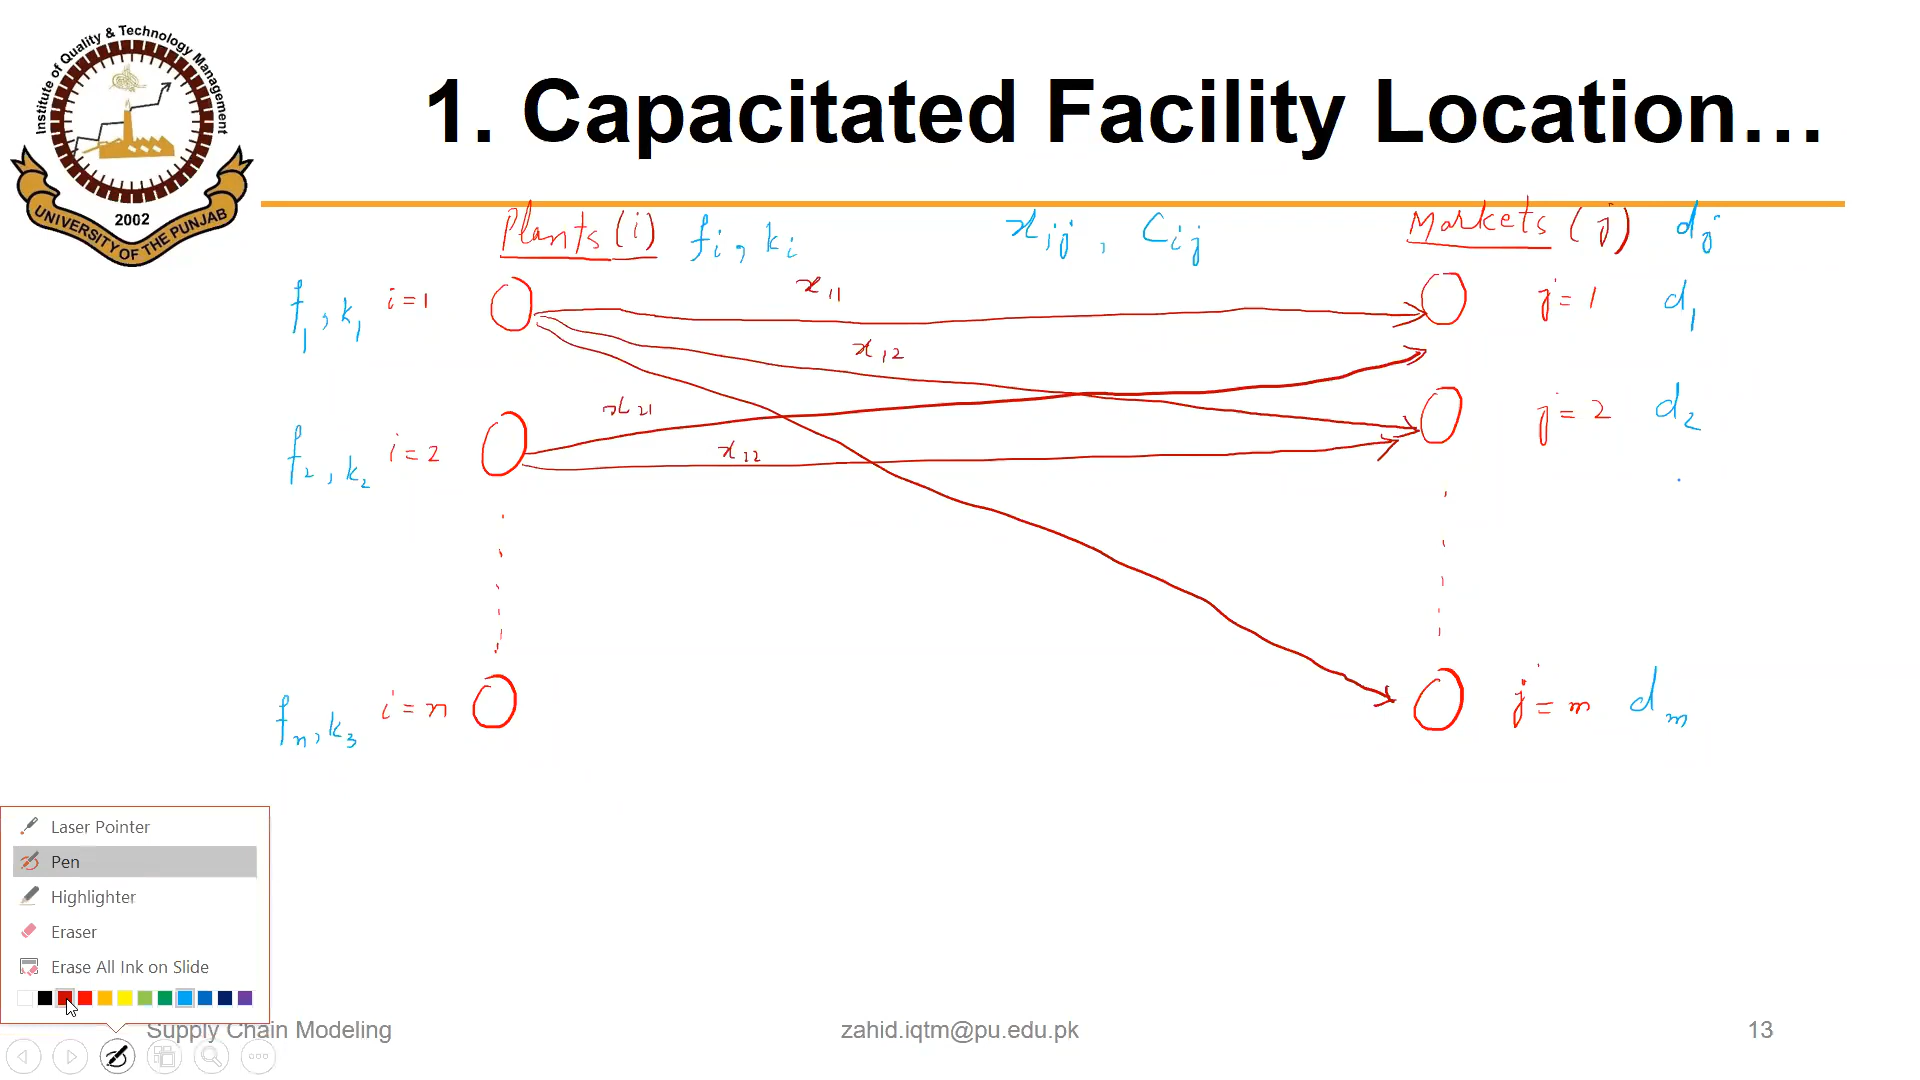 Institute of Quality & Technology Management
2002
UNIVERSITY OF THE PUNJAB
1. Capacitated Facility Location…
Plants (i) fi, ki xij, Cij Markets (j) dj
f1, k1 i=1 x11 j=1 d1
x12
f2, k2 i=2 x21 j=2 d2
x22
fn, k3 i=n j=m dm
Laser Pointer
Pen
Highlighter
Eraser
Erase All Ink on Slide
Supply Chain Modeling zahid.iqtm@pu.edu.pk 13